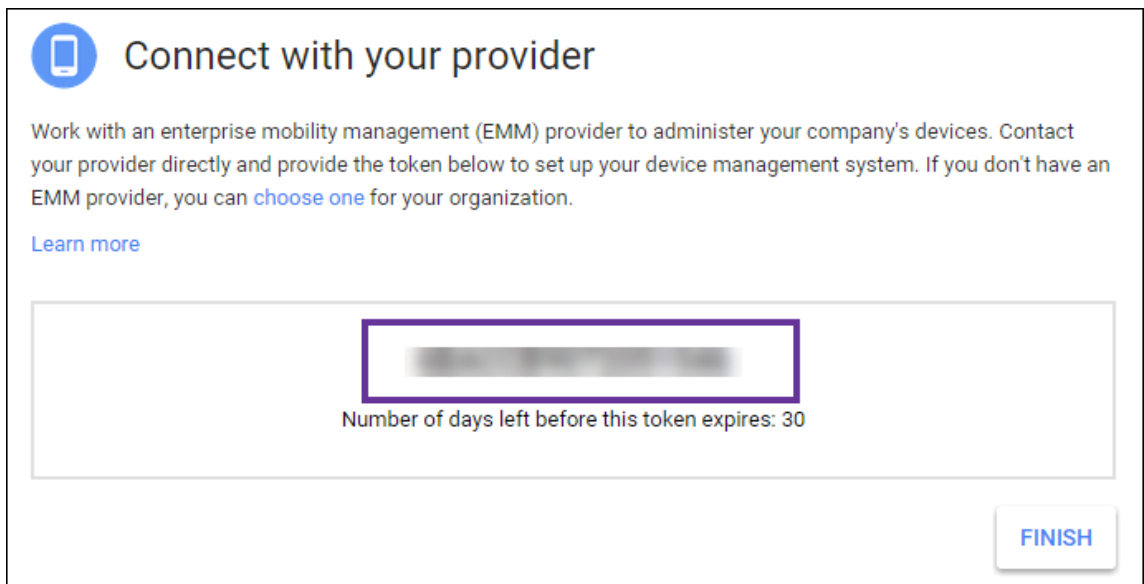 Connect with your provider
Work with an enterprise mobility management (EMM) provider to administer your company's devices. Contact
your provider directly and provide the token below to set up your device management system. If you don't have an
EMM provider, you can choose one for your organization.
Learn more
Number of days left before this token expires: 30
FINISH